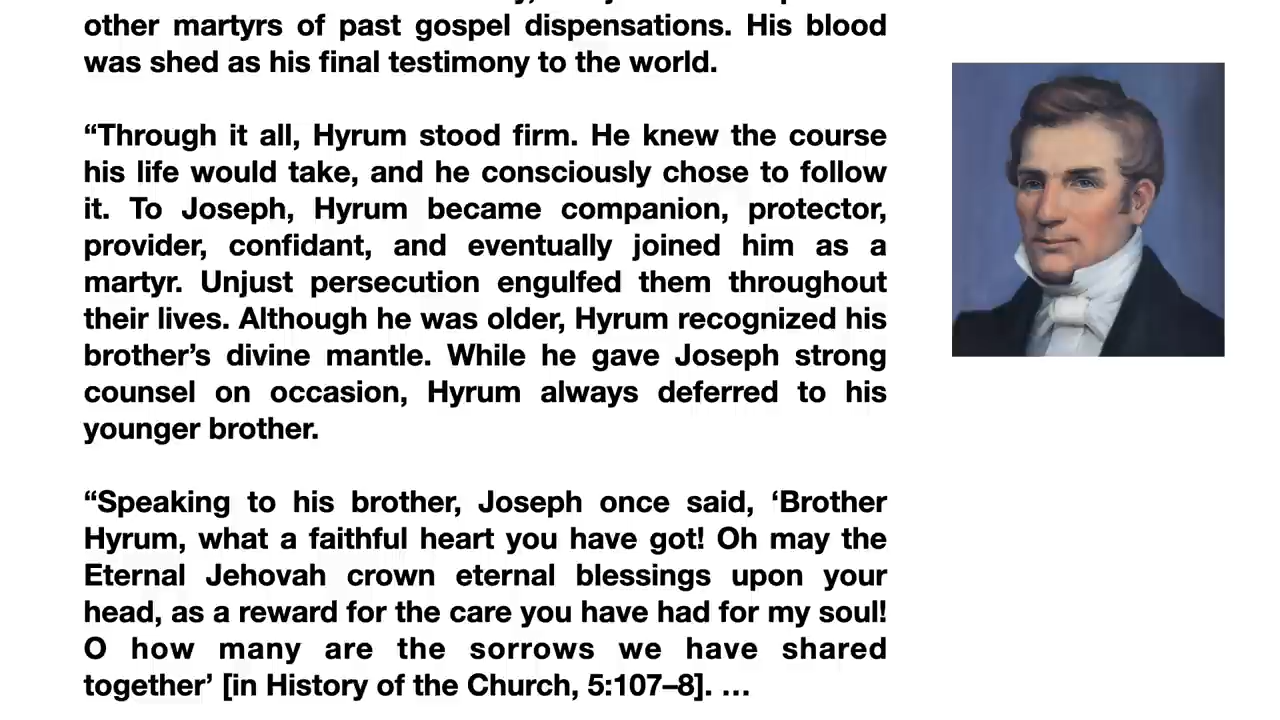 other martyrs of past gospel dispensations. His blood
was shed as his final testimony to the world.
“Through it all, Hyrum stood firm. He knew the course
his life would take, and he consciously chose to follow
it. To Joseph, Hyrum became companion, protector,
provider, confidant, and eventually joined him as a
martyr. Unjust persecution engulfed them throughout
their lives. Although he was older, Hyrum recognized his
brother’s divine mantle. While he gave Joseph strong
counsel on occasion, Hyrum always deferred to his
younger brother.
“Speaking to his brother, Joseph once said, ‘Brother
Hyrum, what a faithful heart you have got! Oh may the
Eternal Jehovah crown eternal blessings upon your
head, as a reward for the care you have had for my soul!
O how many are the sorrows we have shared
together’ [in History of the Church, 5:107–8]. …